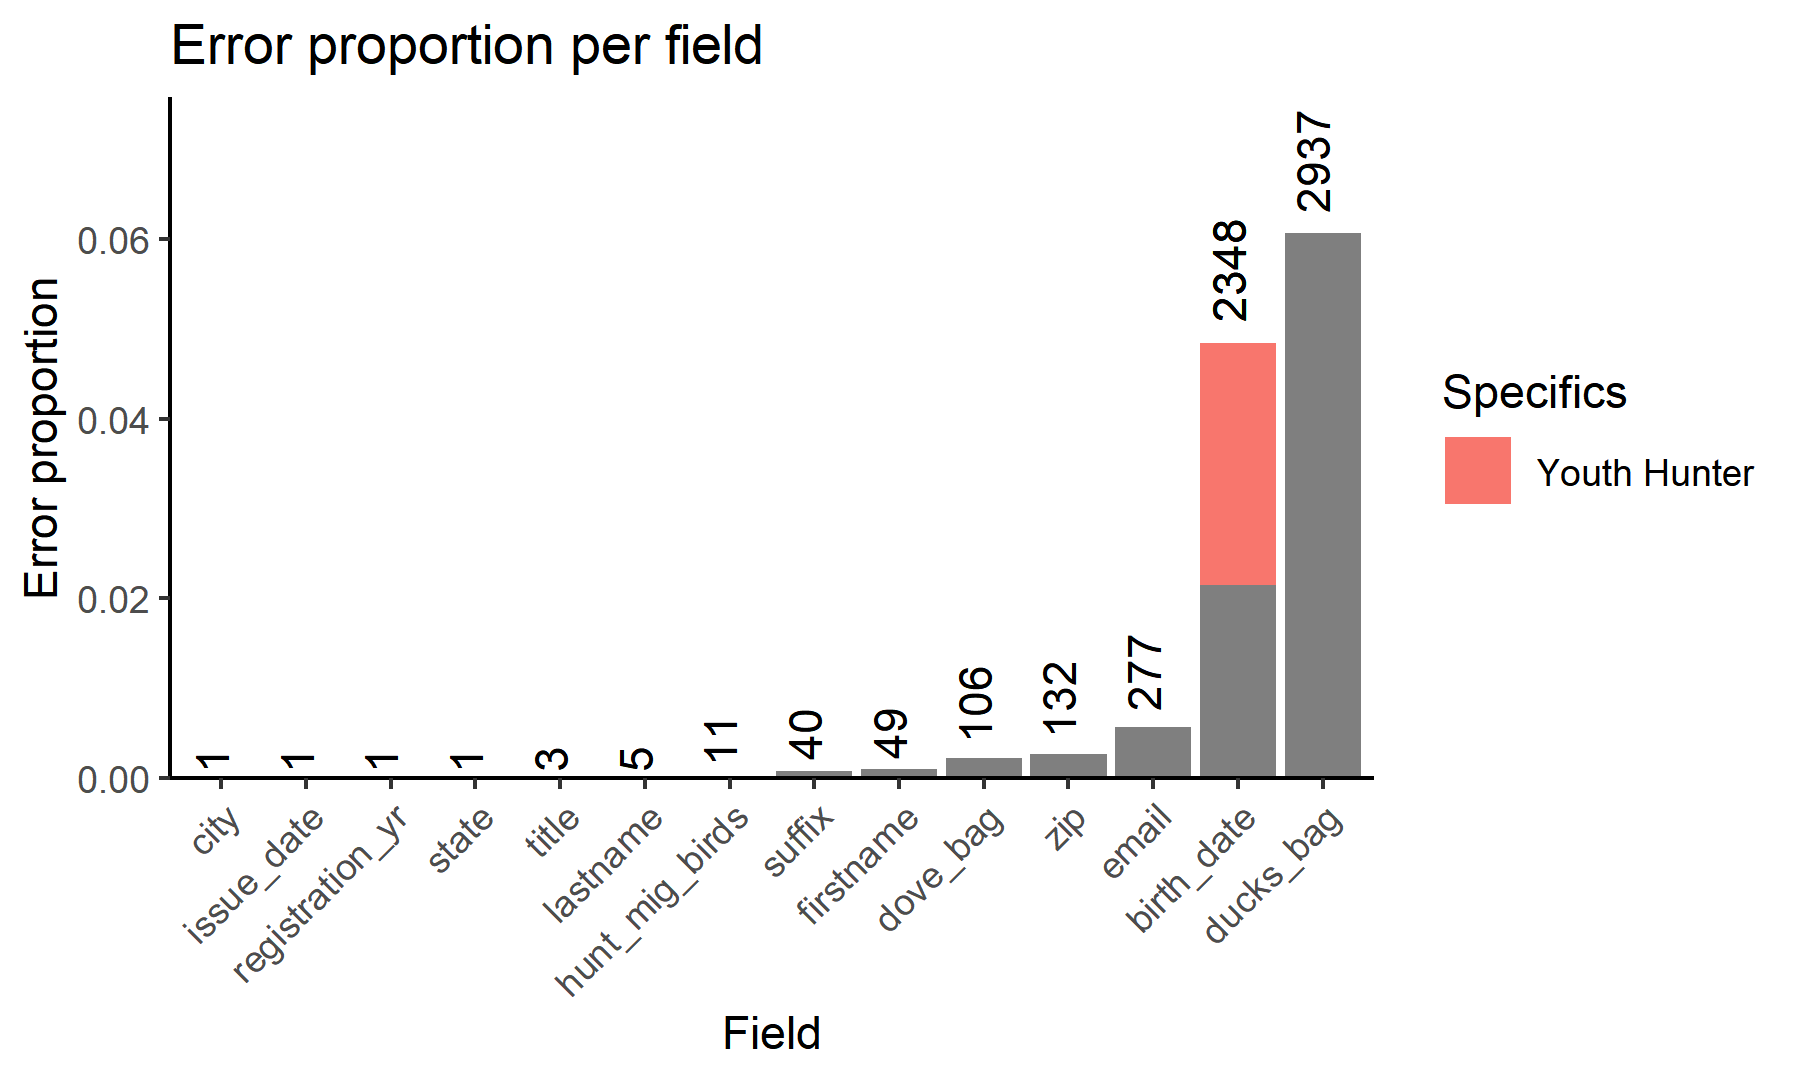 Error proportion per field
Error proportion
0.06
0.04
0.02
0.00
1
1
1
1
3
5
11
40
49
106
132
277
2348
2937
city
issue_date
registration_yr
state
title
lastname
hunt_mig_birds
suffix
firstname
dove_bag
zip
email
birth_date
ducks_bag
Field
Specifics
Youth Hunter